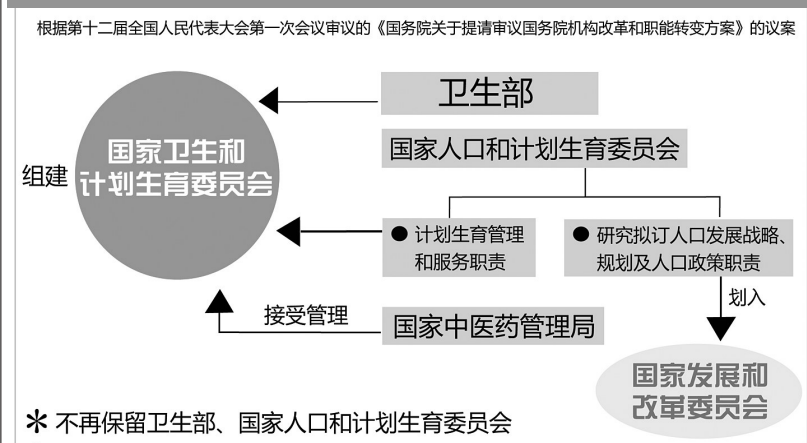 根据第十二届全国人民代表大会第一次会议审议的《国务院关于提请审议国务院机构改革和职能转变方案》的议案
卫生部
国家人口和计划生育委员会
组建
国家卫生和
计划生育委员会
● 计划生育管理
和服务职责
● 研究拟订人口发展战略、
规划及人口政策职责
划入
接受管理
国家中医药管理局
国家发展和
改革委员会
＊不再保留卫生部、国家人口和计划生育委员会